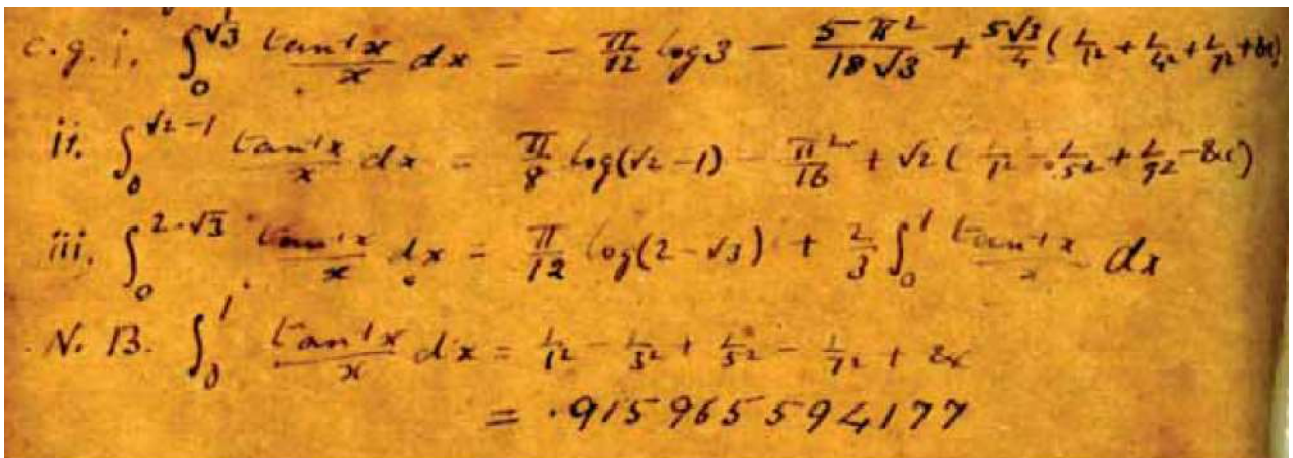 e.g. i. ∫₀^{1/√3} tan⁻¹x/x dx = - π/12 log 3 - 5π²/18√3 + 5√3/4 ( 1/1² + 1/4² + 1/7² + &c)
ii. ∫₀^{√2-1} tan⁻¹x/x dx = π/8 log(√2-1) - π²/16 + √2 ( 1/1² - 1/5² + 1/9² - &c)
iii. ∫₀^{2-√3} tan⁻¹x/x dx = π/12 log(2-√3) + 2/3 ∫₀^1 tan⁻¹x/x dx
N. B. ∫₀^1 tan⁻¹x/x dx = 1/1² - 1/3² + 1/5² - 1/7² + &c
= .915965594177